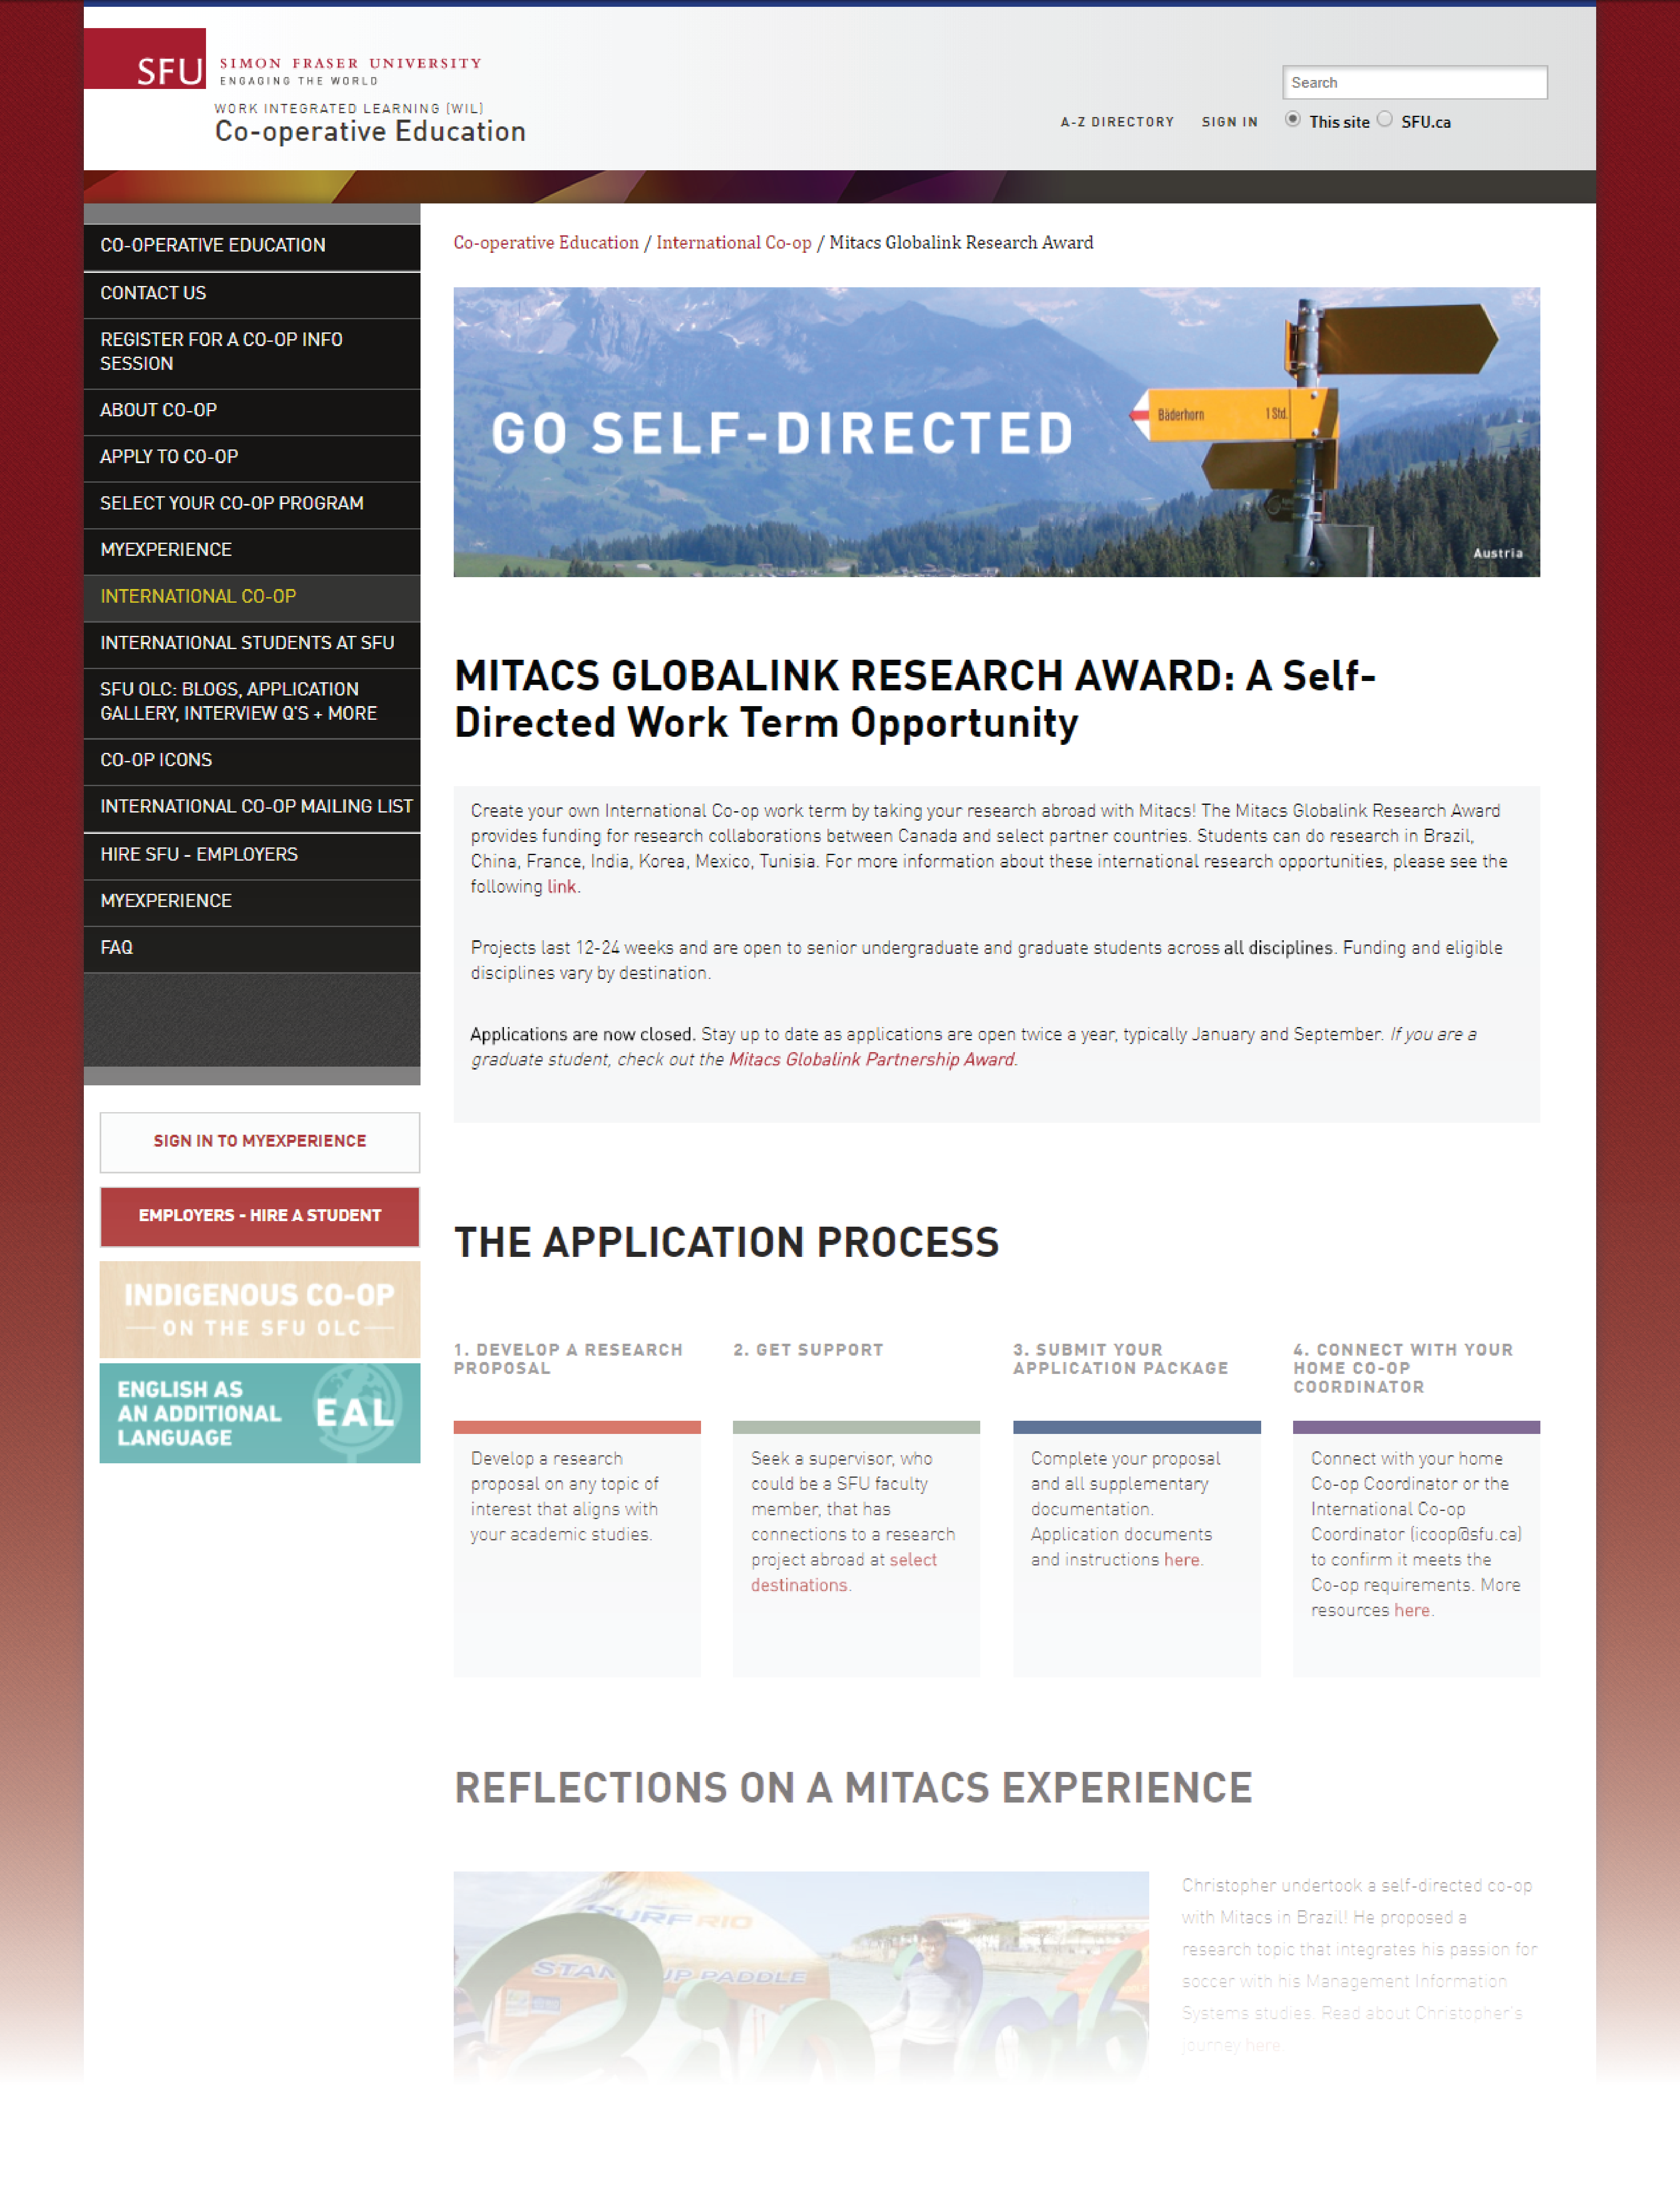 SFU
SIMON FRASER UNIVERSITY
ENGAGING THE WORLD
WORK INTEGRATED LEARNING (WIL)
Co-operative Education
A-Z DIRECTORY
SIGN IN
Search
This site
SFU.ca
CO-OPERATIVE EDUCATION
CONTACT US
REGISTER FOR A CO-OP INFO
SESSION
ABOUT CO-OP
APPLY TO CO-OP
SELECT YOUR CO-OP PROGRAM
MYEXPERIENCE
INTERNATIONAL CO-OP
INTERNATIONAL STUDENTS AT SFU
SFU OLC: BLOGS, APPLICATION
GALLERY, INTERVIEW Q'S + MORE
CO-OP ICONS
INTERNATIONAL CO-OP MAILING LIST
HIRE SFU - EMPLOYERS
MYEXPERIENCE
FAQ
SIGN IN TO MYEXPERIENCE
EMPLOYERS - HIRE A STUDENT
INDIGENOUS CO-OP
ON THE SFU OLC
ENGLISH AS
AN ADDITIONAL
LANGUAGE
EAL
Co-operative Education / International Co-op / Mitacs Globalink Research Award
GO SELF-DIRECTED
Bäderhorn 1 Std.
Austria
MITACS GLOBALINK RESEARCH AWARD: A Self-
Directed Work Term Opportunity
Create your own International Co-op work term by taking your research abroad with Mitacs! The Mitacs Globalink Research Award
provides funding for research collaborations between Canada and select partner countries. Students can do research in Brazil,
China, France, India, Korea, Mexico, Tunisia. For more information about these international research opportunities, please see the
following link.
Projects last 12-24 weeks and are open to senior undergraduate and graduate students across all disciplines. Funding and eligible
disciplines vary by destination.
Applications are now closed. Stay up to date as applications are open twice a year, typically January and September. If you are a
graduate student, check out the Mitacs Globalink Partnership Award.
THE APPLICATION PROCESS
1. DEVELOP A RESEARCH
PROPOSAL
Develop a research
proposal on any topic of
interest that aligns with
your academic studies.
2. GET SUPPORT
Seek a supervisor, who
could be a SFU faculty
member, that has
connections to a research
project abroad at select
destinations.
3. SUBMIT YOUR
APPLICATION PACKAGE
Complete your proposal
and all supplementary
documentation.
Application documents
and instructions here.
4. CONNECT WITH YOUR
HOME CO-OP
COORDINATOR
Connect with your home
Co-op Coordinator or the
International Co-op
Coordinator (icoop@sfu.ca)
to confirm it meets the
Co-op requirements. More
resources here.
REFLECTIONS ON A MITACS EXPERIENCE
SURF RIO
STAND UP PADDLE
Christopher undertook a self-directed co-op
with Mitacs in Brazil! He proposed a
research topic that integrates his passion for
soccer with his Management Information
Systems studies. Read about Christopher's
journey here.